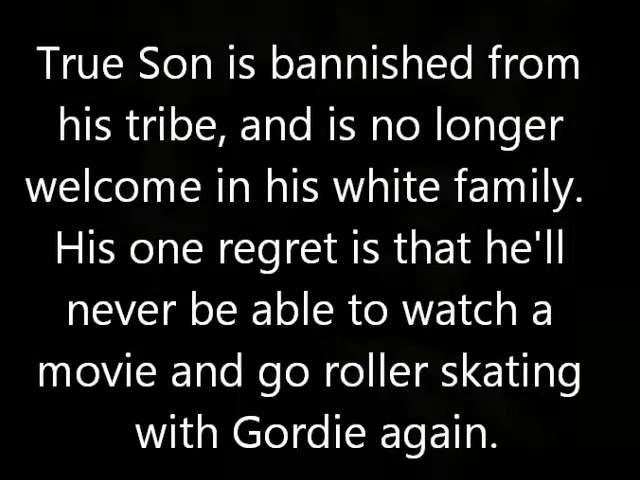 True Son is bannished from
his tribe, and is no longer
welcome in his white family.
His one regret is that he'll
never be able to watch a
movie and go roller skating
with Gordie again.